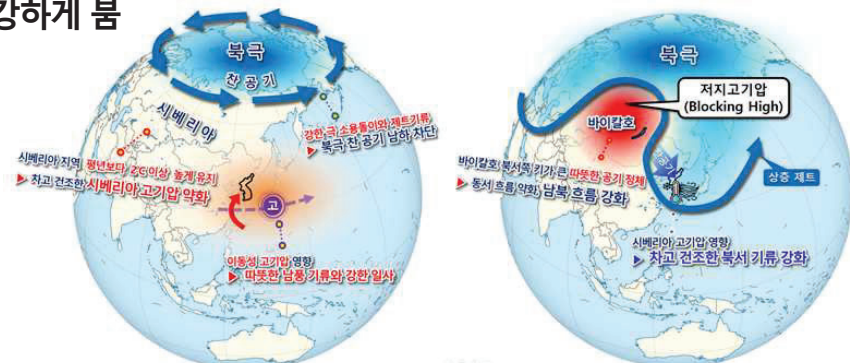 강하게 붐
북극
찬 공기
시베리아
강한 극 소용돌이와 제트기류
▶ 북극 찬 공기 남하 차단
시베리아 지역 평년보다 2℃ 이상 높게 유지
▶ 차고 건조한 시베리아 고기압 약화
고
이동성 고기압 영향
▶ 따뜻한 남풍 기류와 강한 일사
북극
저지고기압
(Blocking High)
바이칼호
바이칼호 북서쪽 키가 큰 따뜻한 공기 정체
▶ 동서 흐름 약화, 남북 흐름 강화
상층 제트
시베리아 고기압 영향
▶ 차고 건조한 북서 기류 강화